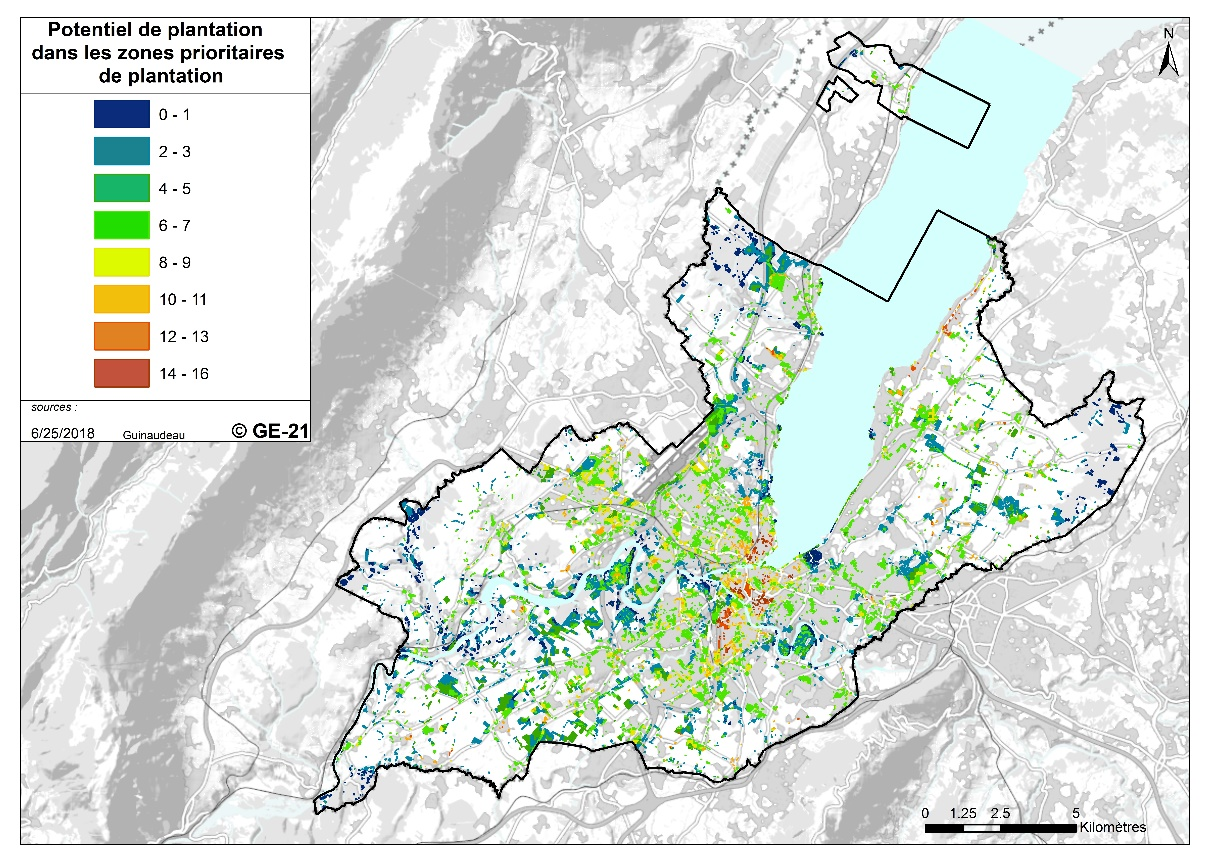 Potentiel de plantation
dans les zones prioritaires
de plantation
0 - 1
2 - 3
4 - 5
6 - 7
8 - 9
10 - 11
12 - 13
14 - 16
sources :
6/25/2018 Guinaudeau © GE-21
N
0 1.25 2.5 5
Kilomètres